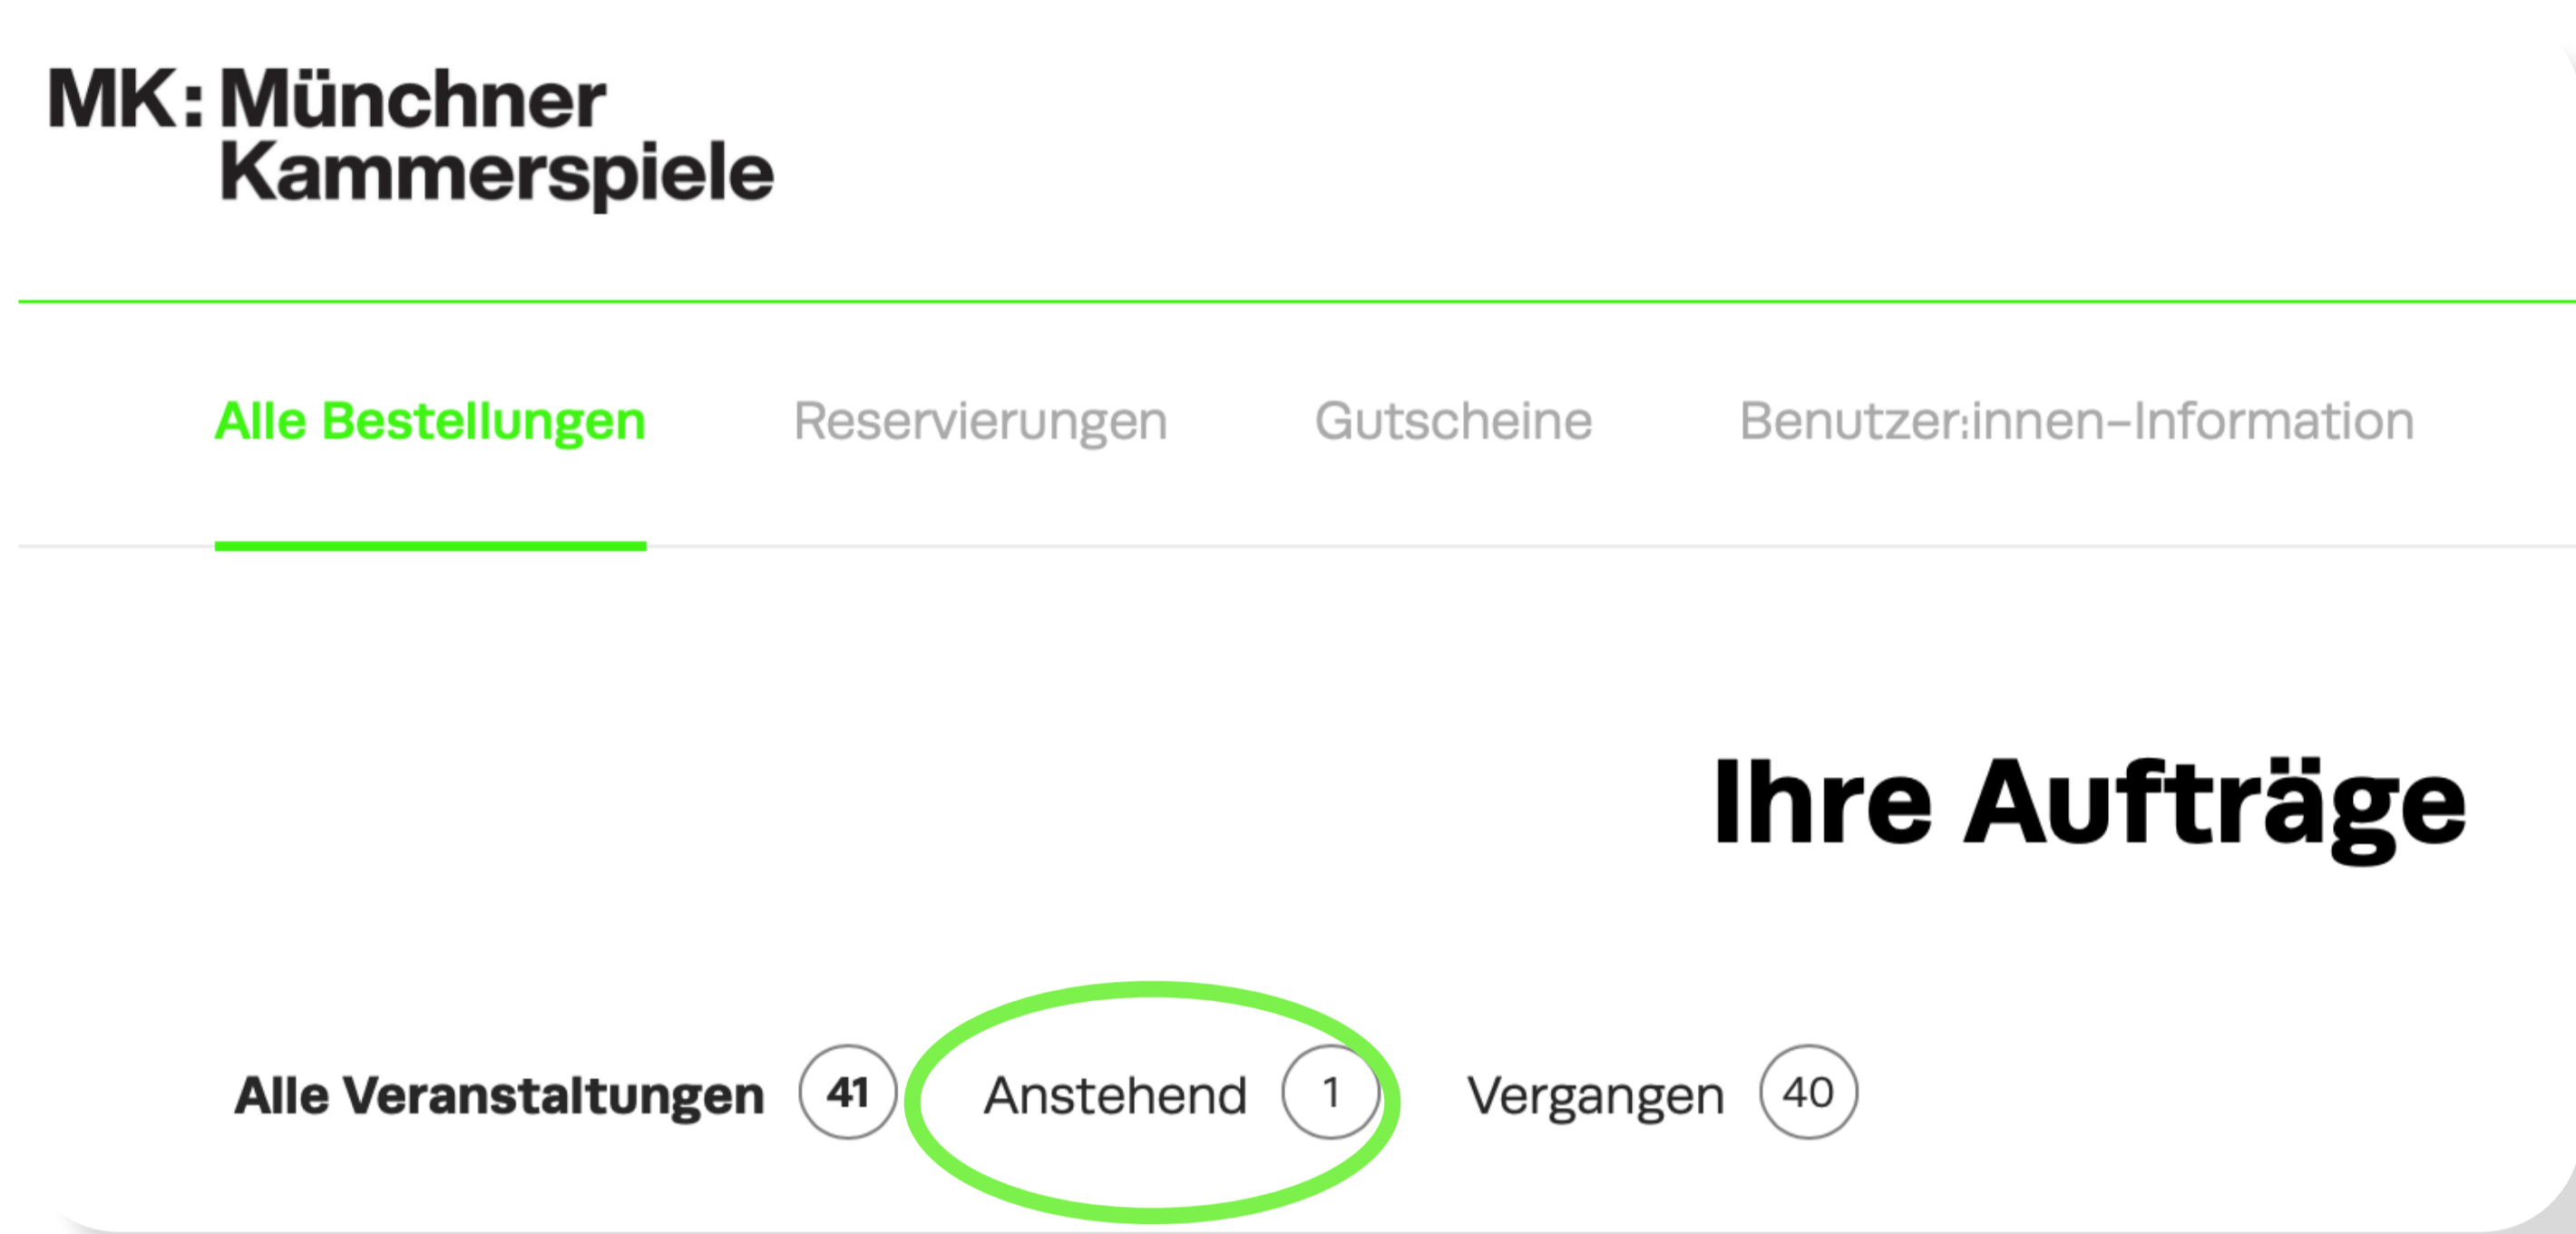 MK: Münchner
Kammerspiele
Alle Bestellungen Reservierungen Gutscheine Benutzer:innen-Information
Ihre Aufträge
Alle Veranstaltungen 41 Anstehend 1 Vergangen 40